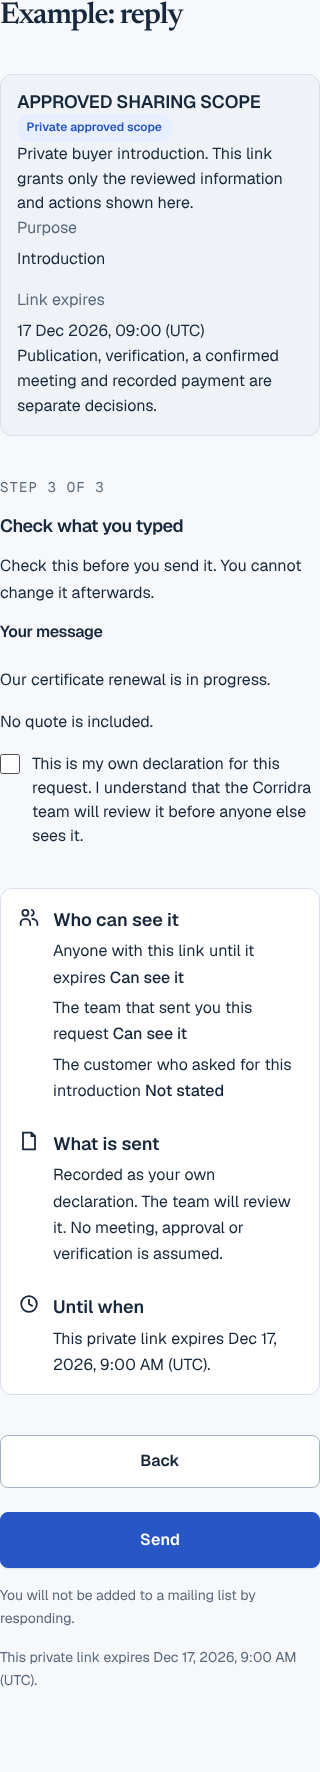 Example: reply
APPROVED SHARING SCOPE
Private approved scope
Private buyer introduction. This link
grants only the reviewed information
and actions shown here.
Purpose
Introduction
Link expires
17 Dec 2026, 09:00 (UTC)
Publication, verification, a confirmed
meeting and recorded payment are
separate decisions.
STEP 3 OF 3
Check what you typed
Check this before you send it. You cannot
change it afterwards.
Your message
Our certificate renewal is in progress.
No quote is included.
This is my own declaration for this
request. I understand that the Corridra
team will review it before anyone else
sees it.
Who can see it
Anyone with this link until it
expires Can see it
The team that sent you this
request Can see it
The customer who asked for this
introduction Not stated
What is sent
Recorded as your own
declaration. The team will review
it. No meeting, approval or
verification is assumed.
Until when
This private link expires Dec 17,
2026, 9:00 AM (UTC).
Back
Send
You will not be added to a mailing list by
responding.
This private link expires Dec 17, 2026, 9:00 AM
(UTC).